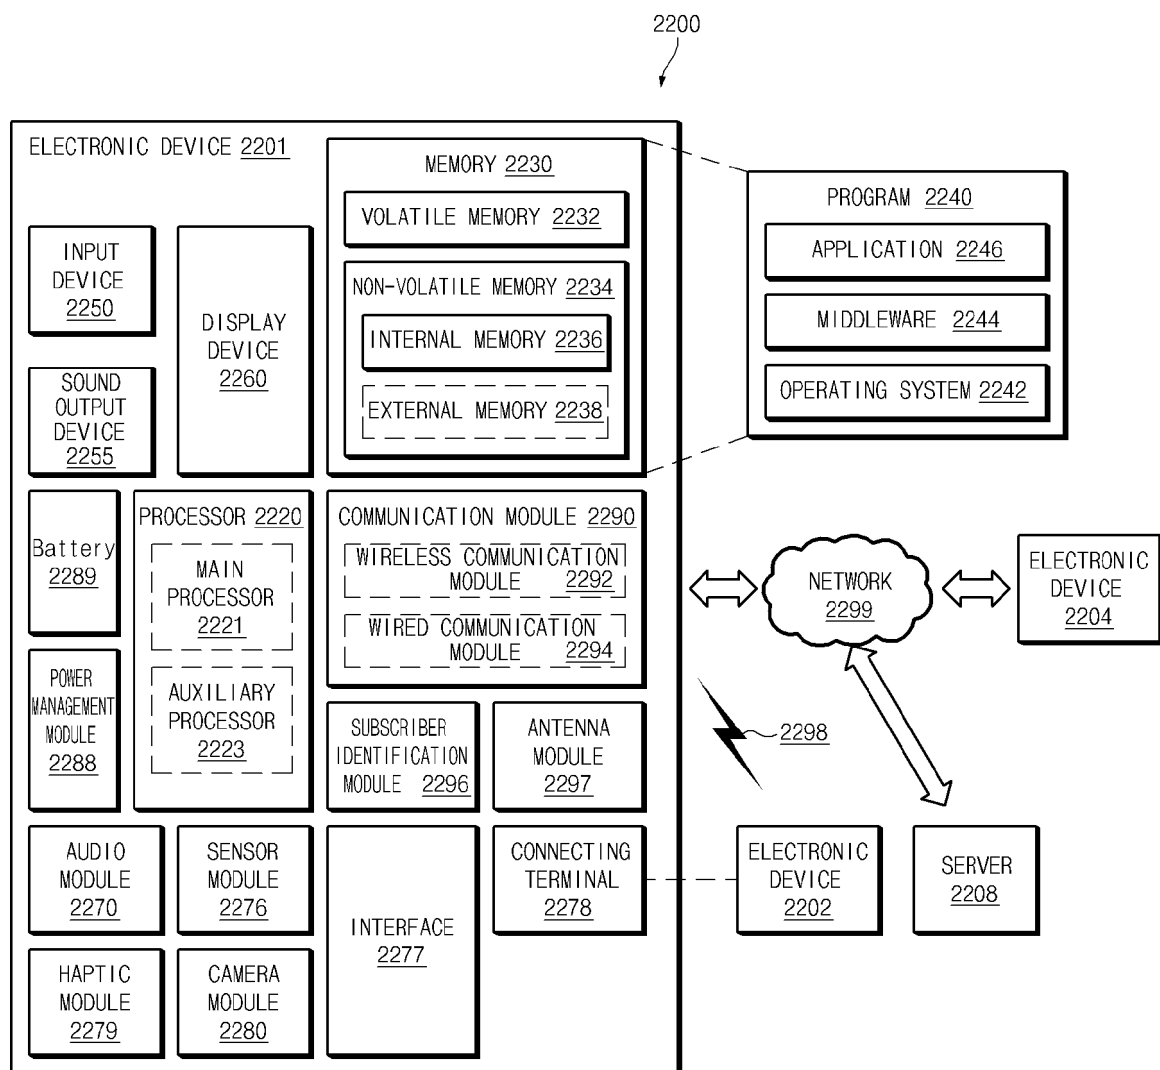 2200
ELECTRONIC DEVICE 2201
MEMORY 2230
VOLATILE MEMORY 2232
NON-VOLATILE MEMORY 2234
INTERNAL MEMORY 2236
EXTERNAL MEMORY 2238
PROGRAM 2240
APPLICATION 2246
MIDDLEWARE 2244
OPERATING SYSTEM 2242
INPUT
DEVICE
2250
DISPLAY
DEVICE
2260
SOUND
OUTPUT
DEVICE
2255
Battery
2289
PROCESSOR 2220
MAIN
PROCESSOR
2221
AUXILIARY
PROCESSOR
2223
COMMUNICATION MODULE 2290
WIRELESS COMMUNICATION
MODULE 2292
WIRED COMMUNICATION
MODULE 2294
NETWORK
2299
ELECTRONIC
DEVICE
2204
POWER
MANAGEMENT
MODULE
2288
SUBSCRIBER
IDENTIFICATION
MODULE 2296
ANTENNA
MODULE
2297
2298
AUDIO
MODULE
2270
SENSOR
MODULE
2276
INTERFACE
2277
CONNECTING
TERMINAL
2278
ELECTRONIC
DEVICE
2202
SERVER
2208
HAPTIC
MODULE
2279
CAMERA
MODULE
2280